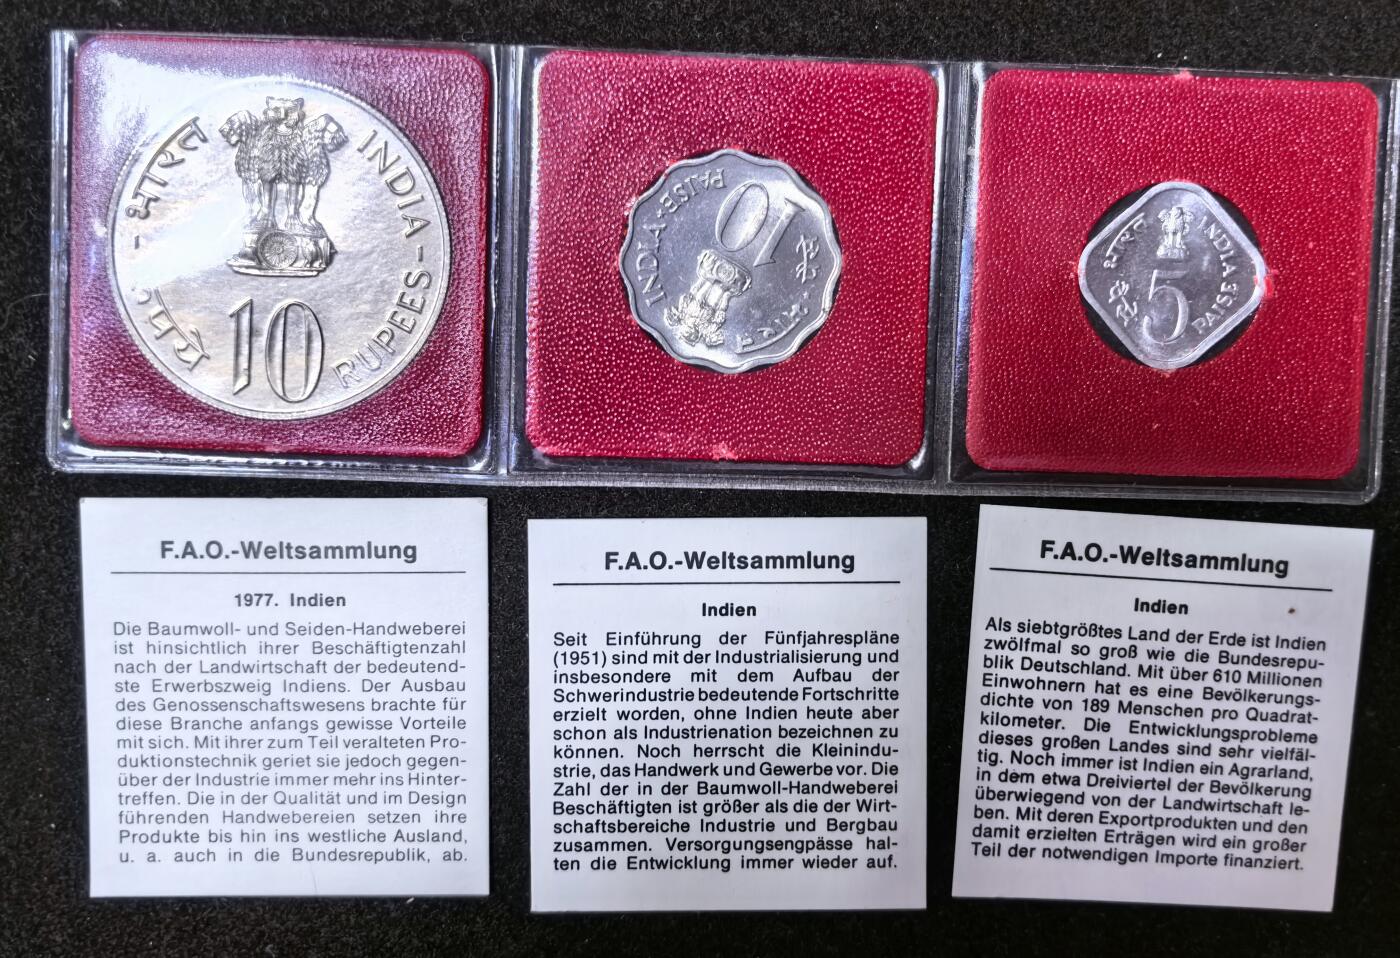 भारत
INDIA
10
रुपये
RUPEES
INDIA
10
PAISE
भारत
पैसे
भारत
INDIA
5
पैसे
PAISE
F.A.O.-Weltsammlung
1977. Indien
Die Baumwoll- und Seiden-Handweberei
ist hinsichtlich ihrer Beschäftigtenzahl
nach der Landwirtschaft der bedeutend-
ste Erwerbszweig Indiens. Der Ausbau
des Genossenschaftswesens brachte für
diese Branche anfangs gewisse Vorteile
mit sich. Mit ihrer zum Teil veralteten Pro-
duktionstechnik geriet sie jedoch gegen-
über der Industrie immer mehr ins Hinter-
treffen. Die in der Qualität und im Design
führenden Handwebereien setzen ihre
Produkte bis hin ins westliche Ausland,
u. a. auch in die Bundesrepublik, ab.
F.A.O.-Weltsammlung
Indien
Seit Einführung der Fünfjahrespläne
(1951) sind mit der Industrialisierung und
insbesondere mit dem Aufbau der
Schwerindustrie bedeutende Fortschritte
erzielt worden, ohne Indien heute aber
schon als Industrienation bezeichnen zu
können. Noch herrscht die Kleinindu-
strie, das Handwerk und Gewerbe vor. Die
Zahl der in der Baumwoll-Handweberei
Beschäftigten ist größer als die der Wirt-
schaftsbereiche Industrie und Bergbau
zusammen. Versorgungsengpässe hal-
ten die Entwicklung immer wieder auf.
F.A.O.-Weltsammlung
Indien
Als siebtgrößtes Land der Erde ist Indien
zwölfmal so groß wie die Bundesrepu-
blik Deutschland. Mit über 610 Millionen
Einwohnern hat es eine Bevölkerungs-
dichte von 189 Menschen pro Quadrat-
kilometer. Die Entwicklungsprobleme
dieses großen Landes sind sehr vielfäl-
tig. Noch immer ist Indien ein Agrarland,
in dem etwa Dreiviertel der Bevölkerung
überwiegend von der Landwirtschaft le-
ben. Mit deren Exportprodukten und den
damit erzielten Erträgen wird ein großer
Teil der notwendigen Importe finanziert.